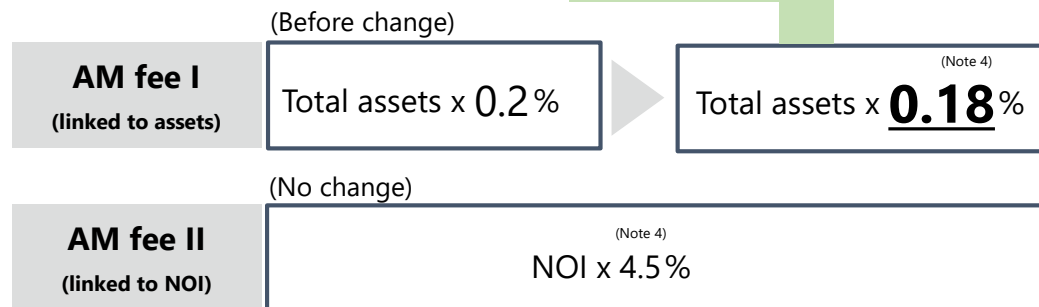 (Before change)
AM fee I
(linked to assets)
Total assets x 0.2%
(Note 4)
Total assets x 0.18%
(No change)
AM fee II
(linked to NOI)
(Note 4)
NOI x 4.5%